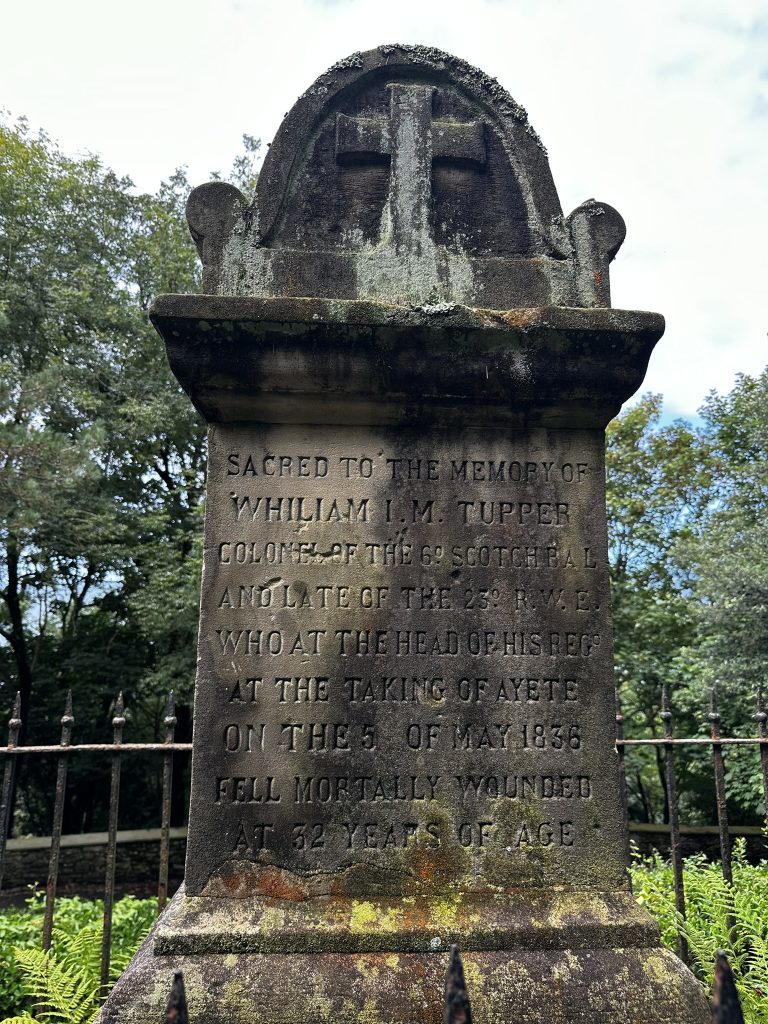 SACRED TO THE MEMORY OF
WHILIAM I. M. TUPPER
COLONEL OF THE 6º SCOTCH
AND LATE OF THE 23º R. W. E.
WHO AT THE HEAD OF HIS REGº
AT THE TAKING OF AYETE
ON THE 5 OF MAY 1836
FELL MORTALLY WOUNDED
AT 32 YEARS OF AGE